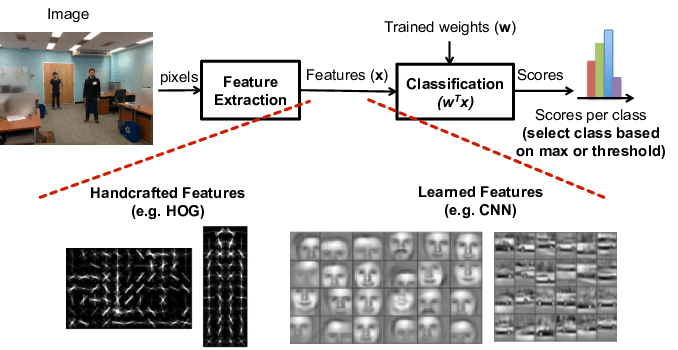 Image
Trained weights (w)
pixels
Feature
Extraction
Features (x)
Classification
(wᵀx)
Scores
Scores per class
(select class based
on max or threshold)
Handcrafted Features
(e.g. HOG)
Learned Features
(e.g. CNN)